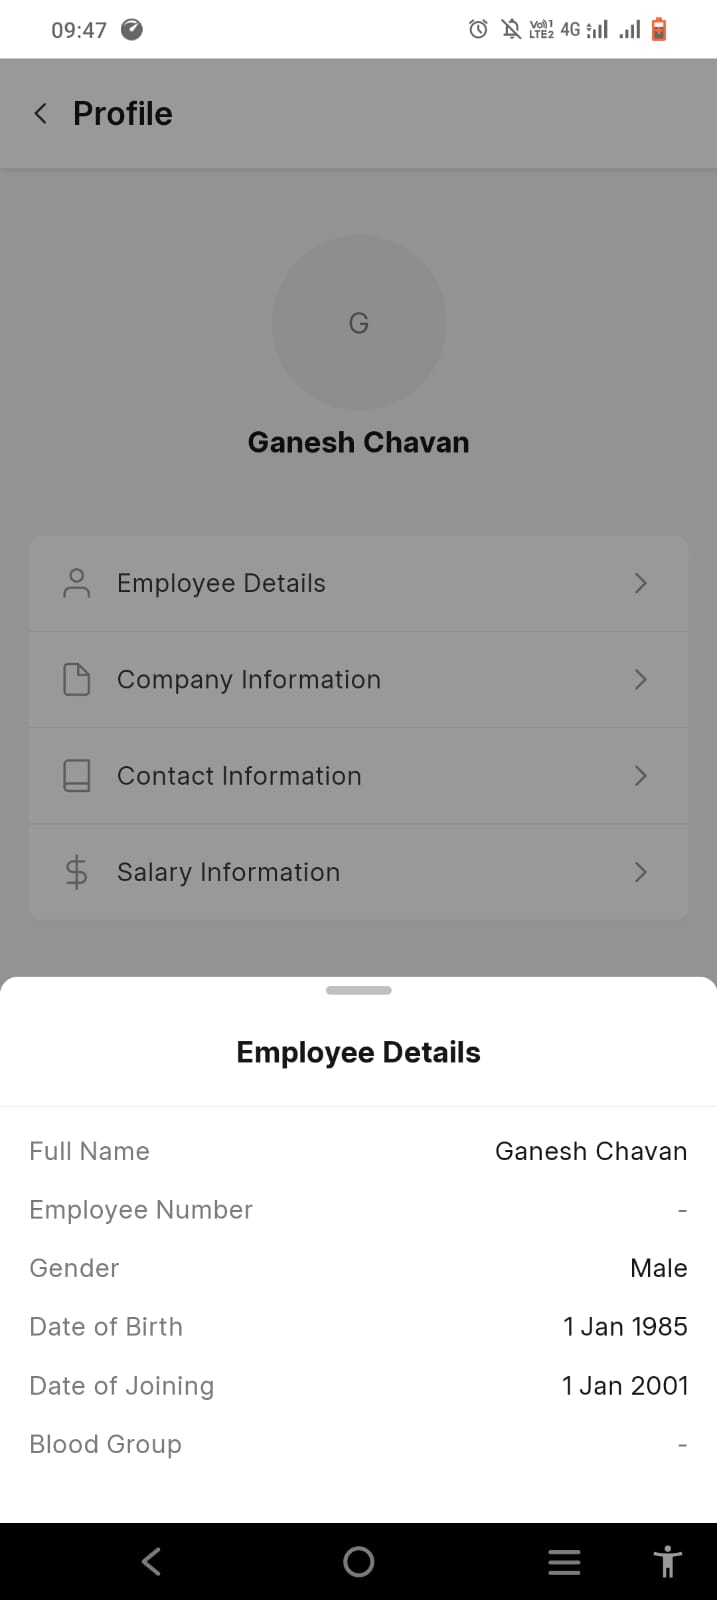 09:47
Vo)) 1
LTE2 4G
Profile
G
Ganesh Chavan
Employee Details
Company Information
Contact Information
Salary Information
Employee Details
Full Name Ganesh Chavan
Employee Number -
Gender Male
Date of Birth 1 Jan 1985
Date of Joining 1 Jan 2001
Blood Group -